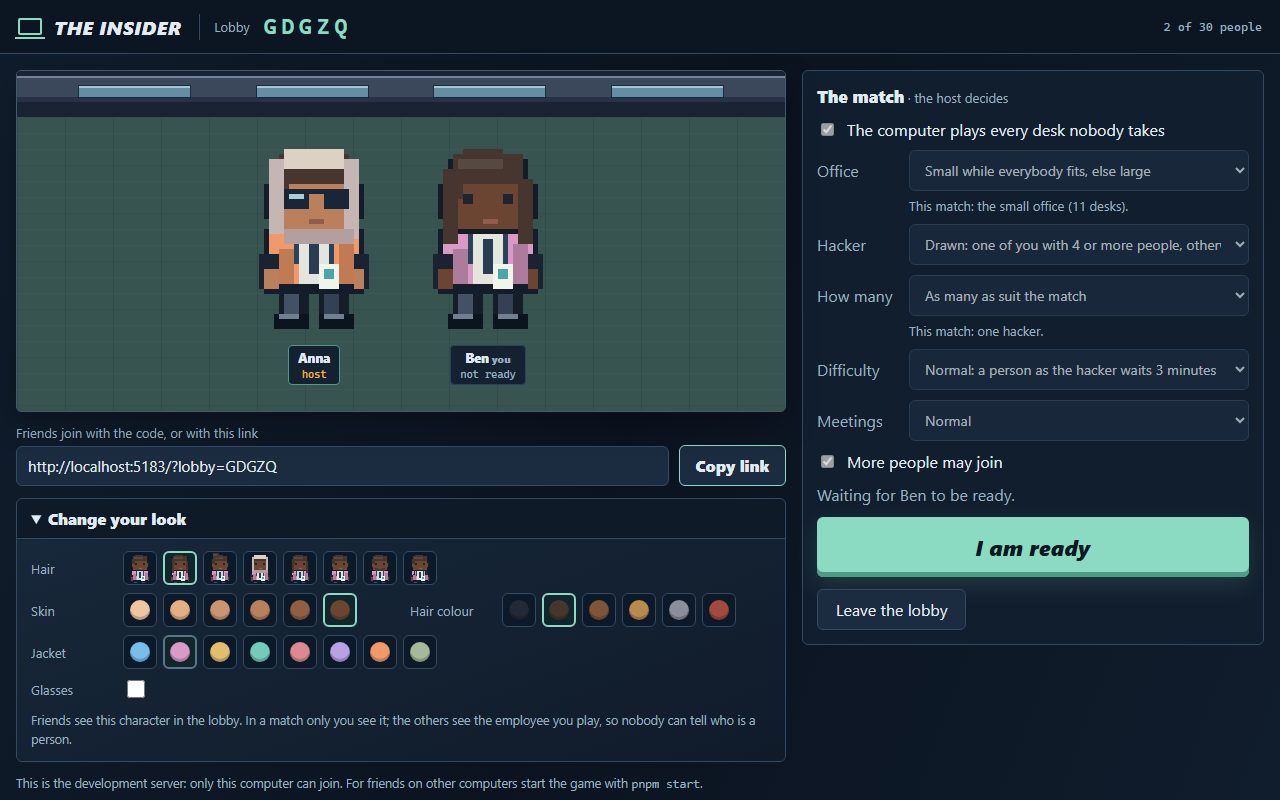 THE INSIDER
Lobby GDGZQ
2 of 30 people
Anna
host
Ben you
not ready
Friends join with the code, or with this link
http://localhost:5183/?lobby=GDGZQ
Copy link
▼ Change your look
Hair
Skin
Hair colour
Jacket
Glasses
Friends see this character in the lobby. In a match only you see it; the others see the employee you play, so nobody can tell who is a
person.
This is the development server: only this computer can join. For friends on other computers start the game with pnpm start.
The match · the host decides
The computer plays every desk nobody takes
Office
Small while everybody fits, else large
This match: the small office (11 desks).
Hacker
Drawn: one of you with 4 or more people, other
How many
As many as suit the match
This match: one hacker.
Difficulty
Normal: a person as the hacker waits 3 minutes
Meetings
Normal
More people may join
Waiting for Ben to be ready.
I am ready
Leave the lobby